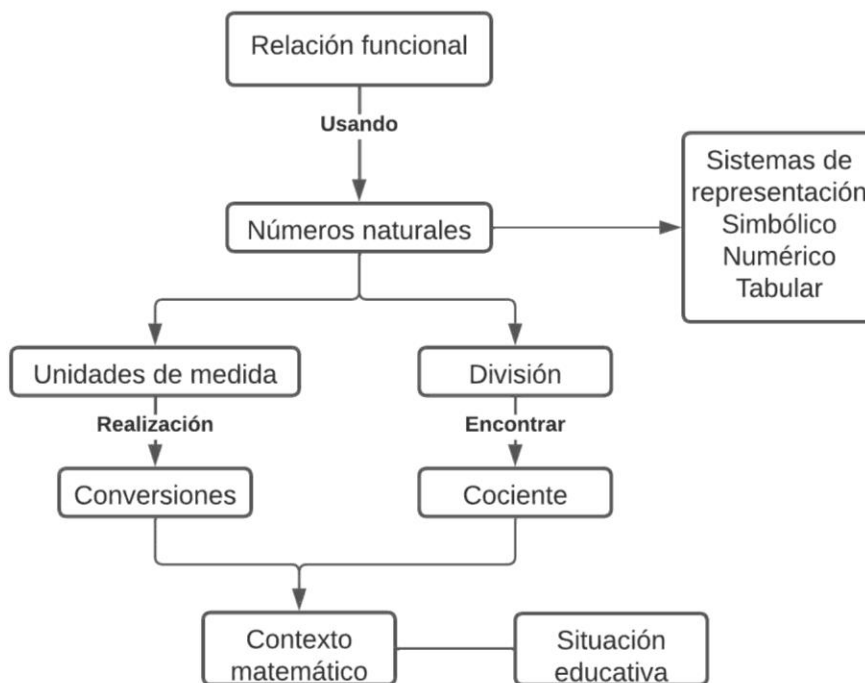 Relación funcional
Usando
Sistemas de
representación
Simbólico
Numérico
Tabular
Números naturales
Unidades de medida
División
Realización
Encontrar
Conversiones
Cociente
Contexto
matemático
Situación
educativa